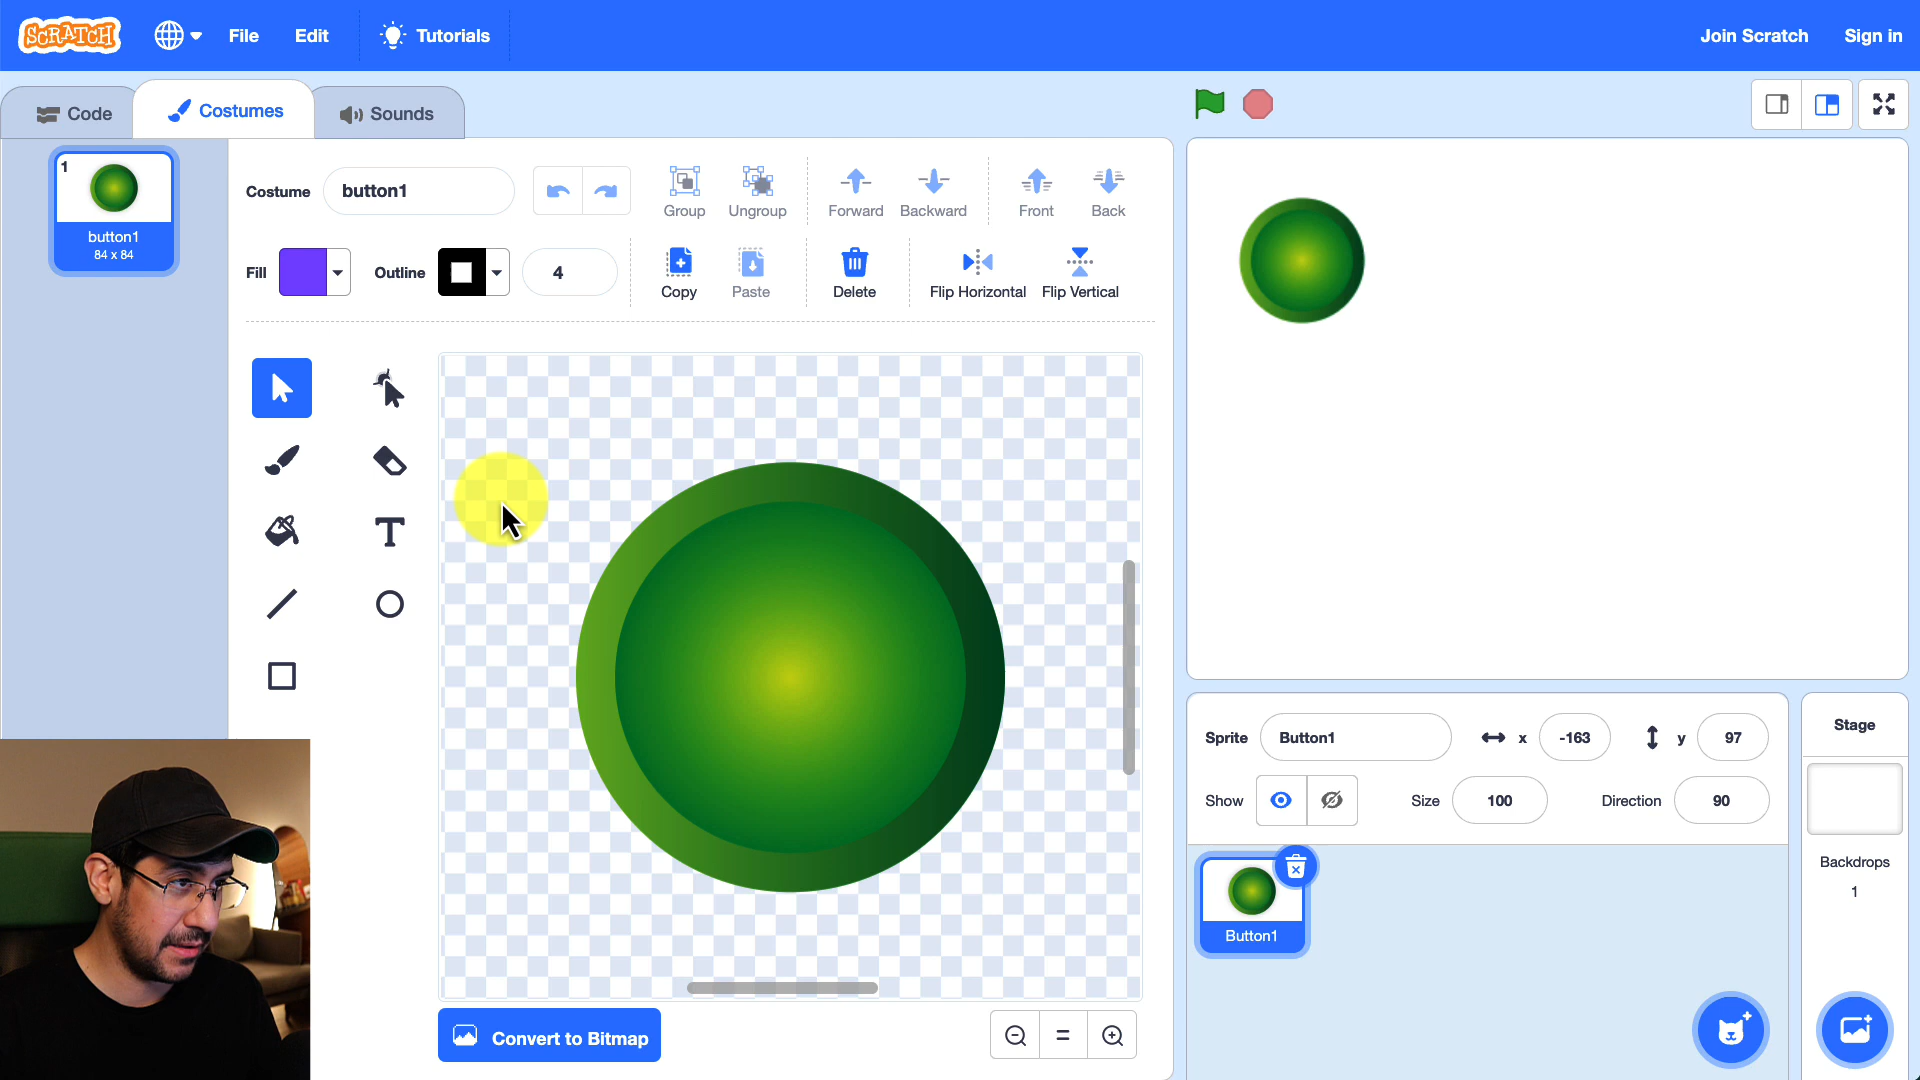 SCRATCH File Edit Tutorials Join Scratch Sign in
Code Costumes Sounds
1
button1
84 x 84
Costume button1
Group Ungroup Forward Backward Front Back
Fill Outline 4
Copy Paste Delete Flip Horizontal Flip Vertical
Convert to Bitmap
Sprite Button1 x -163 y 97
Show Size 100 Direction 90
Button1
Stage
Backdrops
1